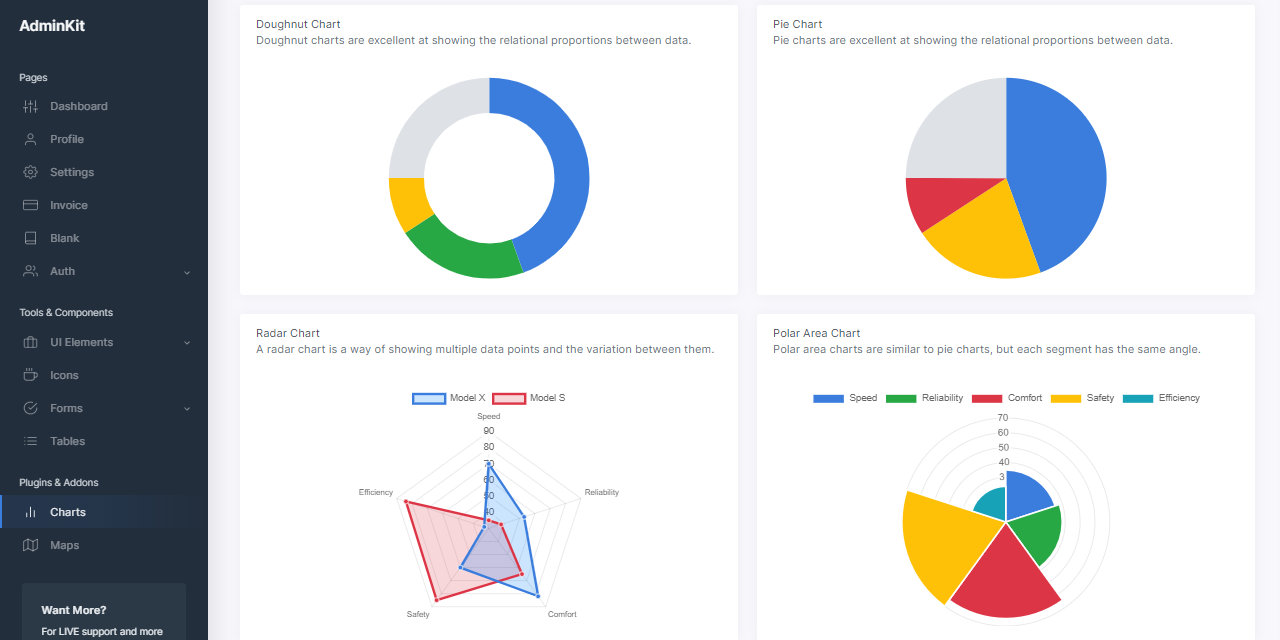 AdminKit
Pages
Dashboard
Profile
Settings
Invoice
Blank
Auth
Tools & Components
UI Elements
Icons
Forms
Tables
Plugins & Addons
Charts
Maps
Want More?
For LIVE support and more
Doughnut Chart
Doughnut charts are excellent at showing the relational proportions between data.
Pie Chart
Pie charts are excellent at showing the relational proportions between data.
Radar Chart
A radar chart is a way of showing multiple data points and the variation between them.
Model X Model S
Speed
90
80
70
60
50
40
Efficiency
Reliability
Safety
Comfort
Polar Area Chart
Polar area charts are similar to pie charts, but each segment has the same angle.
Speed Reliability Comfort Safety Efficiency
70
60
50
40
3